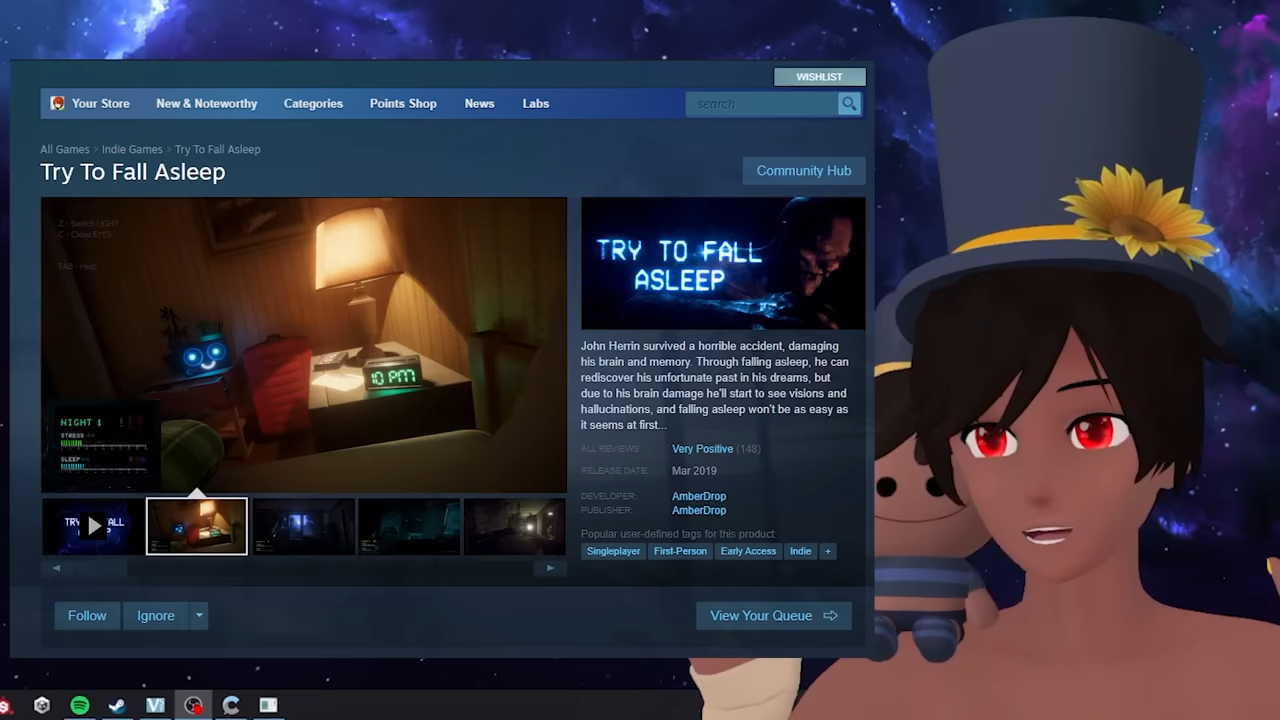 WISHLIST
Your Store New & Noteworthy Categories Points Shop News Labs search
All Games > Indie Games > Try To Fall Asleep
Try To Fall Asleep
Community Hub
Z - Switch LIGHT
C - Close EYES
TAB - Help
10 PM
NIGHT 1
STRESS
SLEEP
TRY TO FALL
ASLEEP
John Herrin survived a horrible accident, damaging
his brain and memory. Through falling asleep, he can
rediscover his unfortunate past in his dreams, but
due to his brain damage he'll start to see visions and
hallucinations, and falling asleep won't be as easy as
it seems at first...
ALL REVIEWS: Very Positive (148)
RELEASE DATE: Mar 2019
DEVELOPER: AmberDrop
PUBLISHER: AmberDrop
Popular user-defined tags for this product:
Singleplayer First-Person Early Access Indie +
Follow Ignore View Your Queue